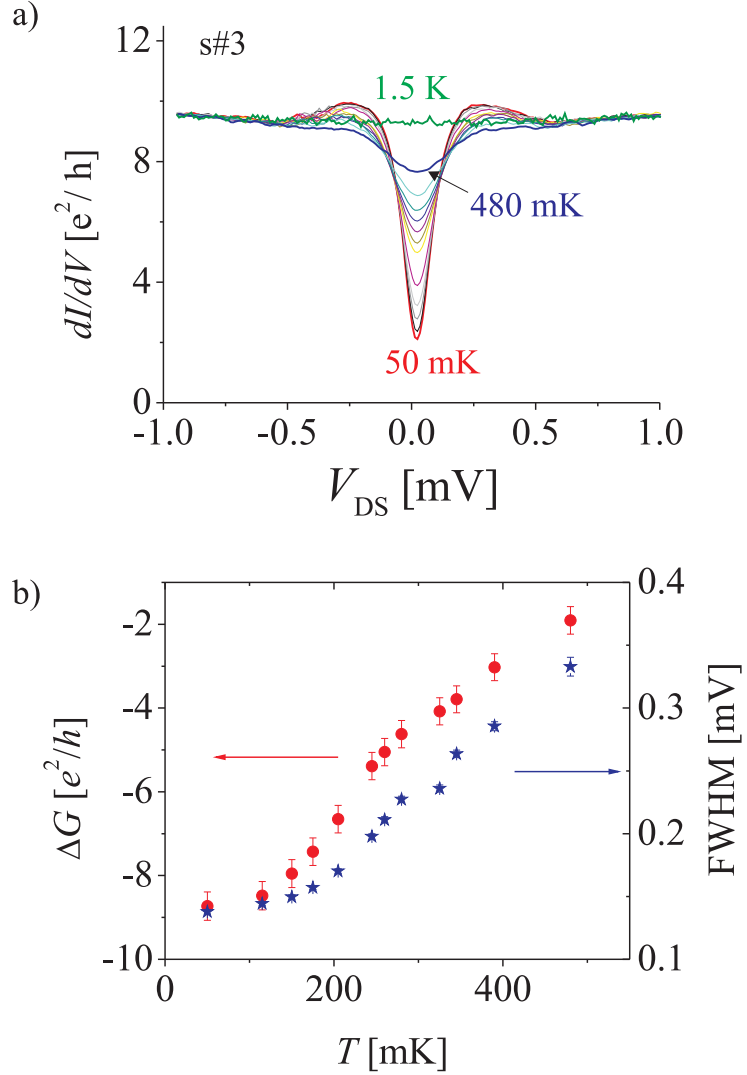 a)
s#3
1.5 K
480 mK
50 mK
12
8
4
0
dI/dV [e²/ h]
-1.0
-0.5
0.0
0.5
1.0
V_DS [mV]
b)
-2
-4
-6
-8
-10
ΔG [e²/h]
0.4
0.3
0.2
0.1
FWHM [mV]
0
200
400
T [mK]